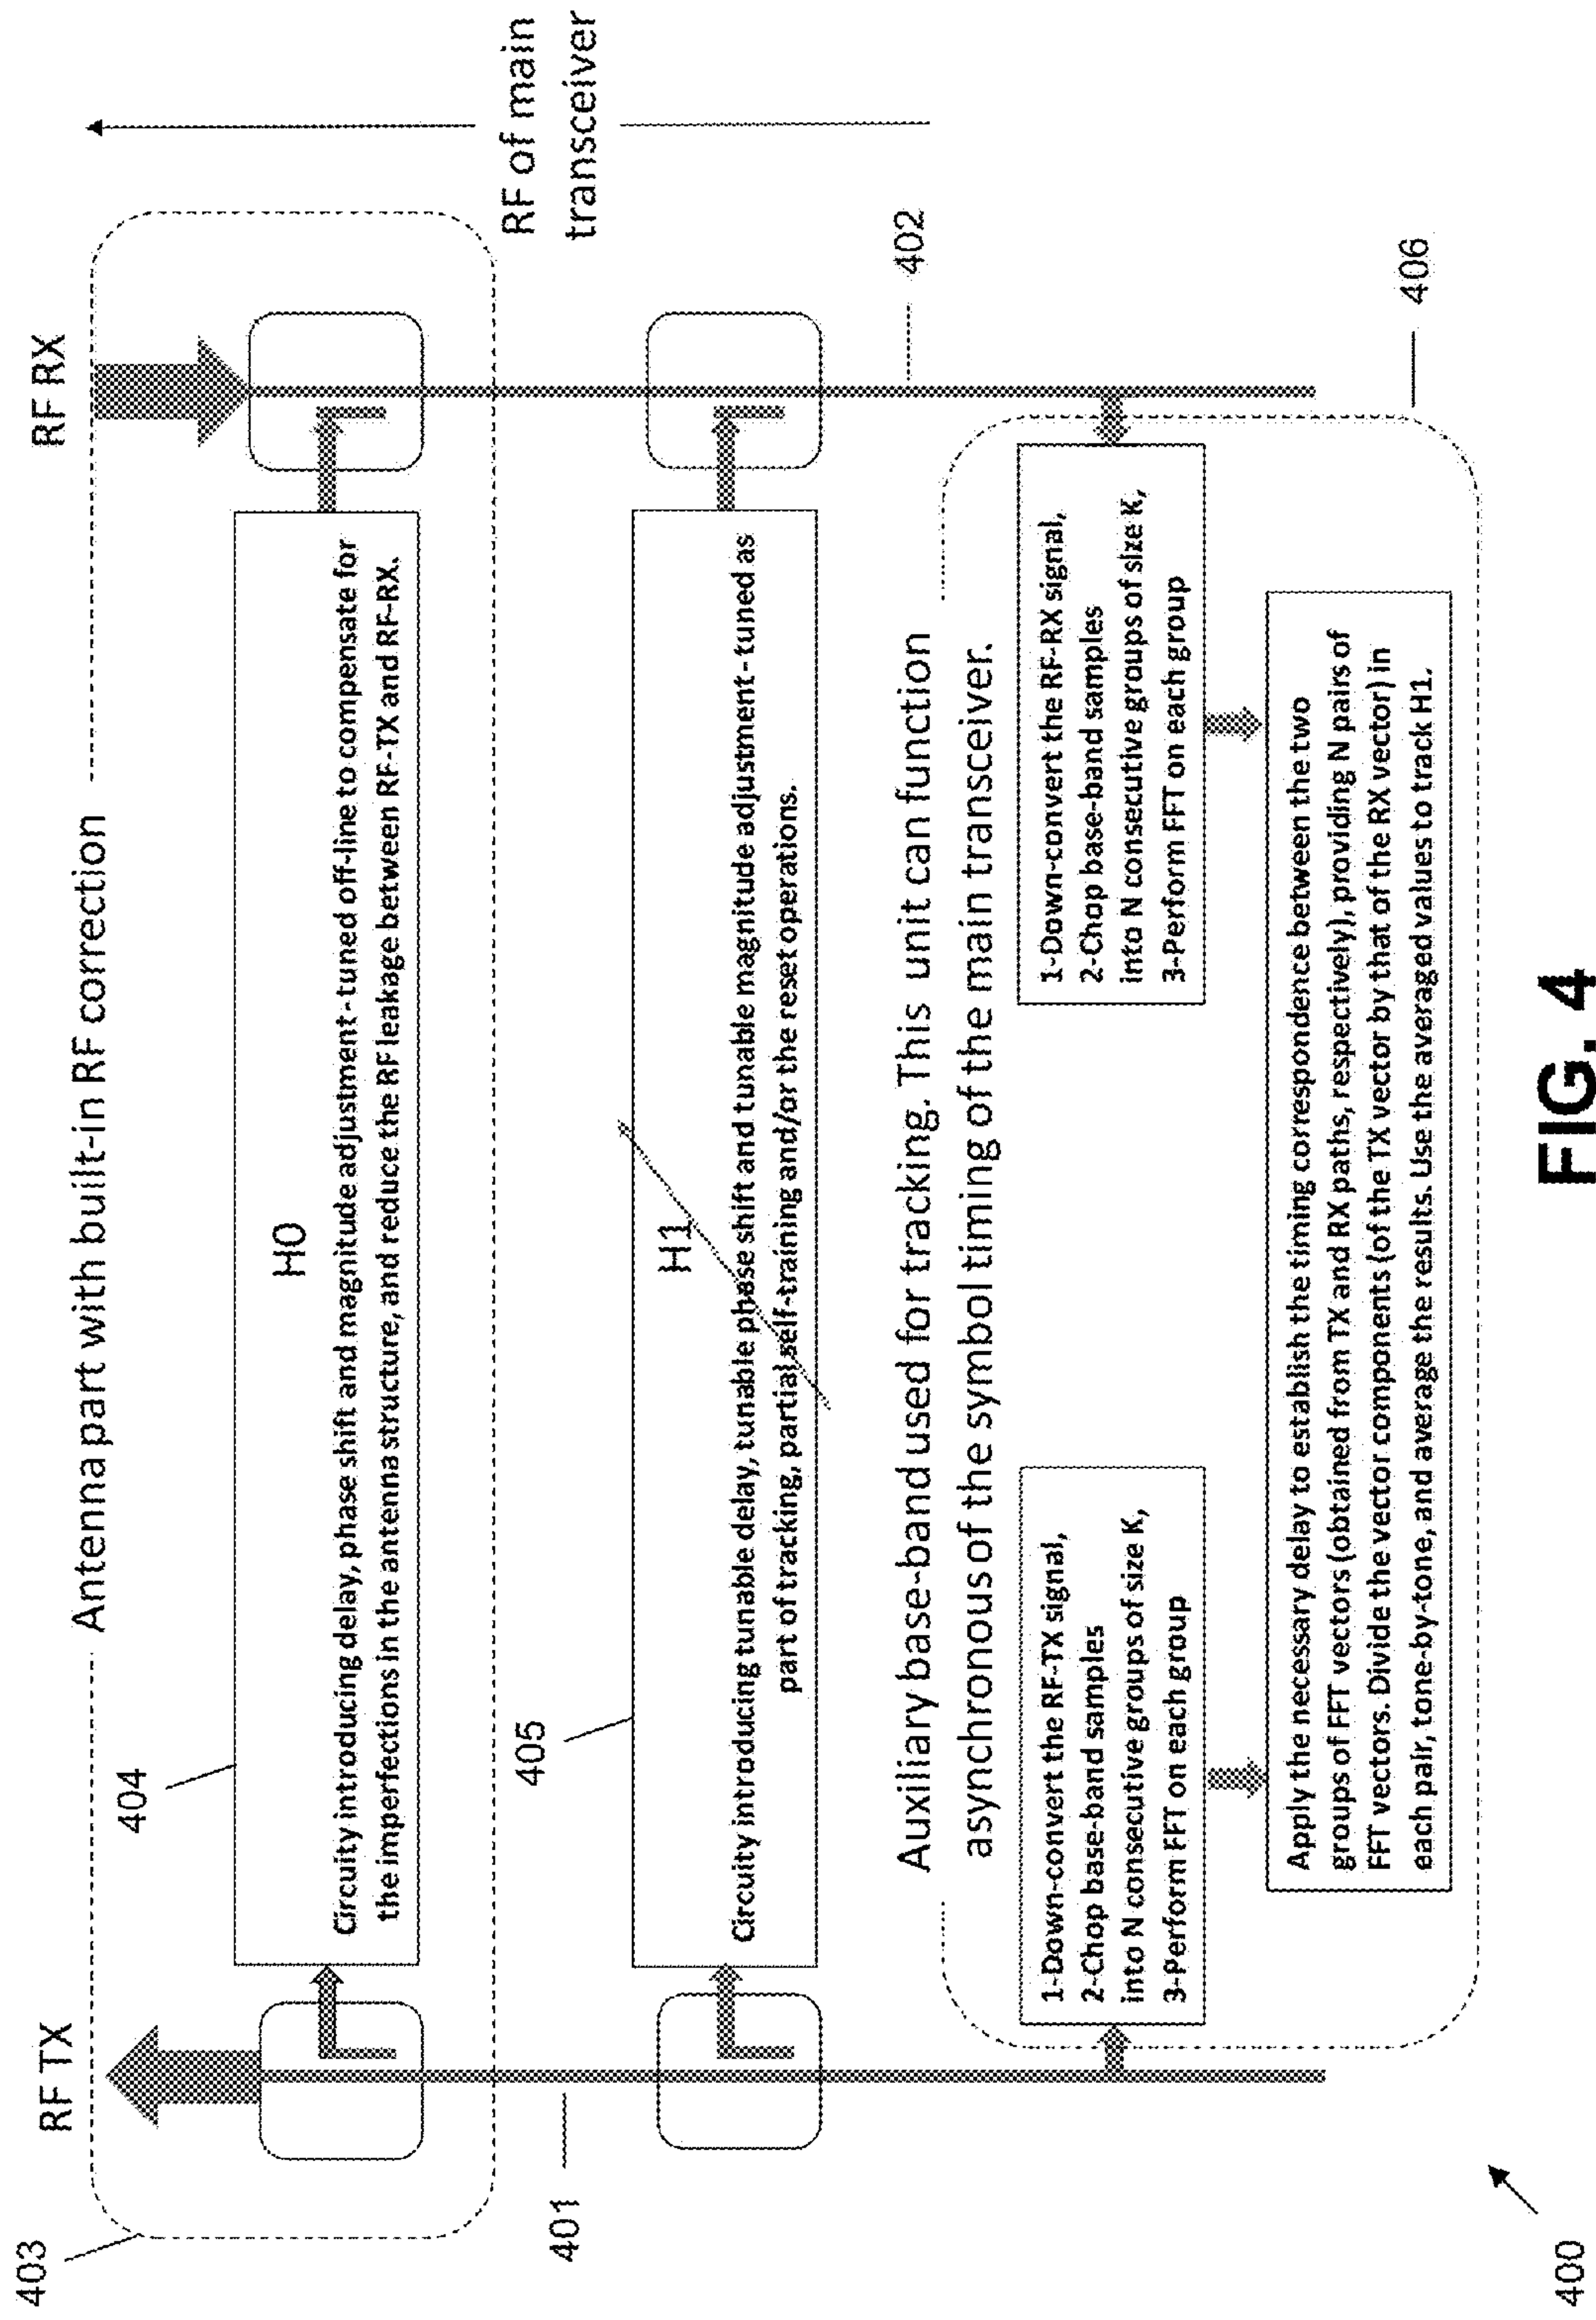 403
RF TX
Antenna part with built-in RF correction
RF RX
404
H0
Circuity introducing delay, phase shift and magnitude adjustment- tuned off-line to compensate for
the imperfections in the antenna structure, and reduce the RF leakage between RF-TX and RF-RX.
RF of main
transceiver
401
405
H1
Circuity introducing tunable delay, tunable phase shift and tunable magnitude adjustment- tuned as
part of tracking, partial self-training and/or the reset operations.
402
Auxiliary base-band used for tracking. This unit can function
asynchronous of the symbol timing of the main transceiver.
1-Down-convert the RF-TX signal,
2-Chop base-band samples
into N consecutive groups of size K,
3-Perform FFT on each group
1-Down-convert the RF-RX signal,
2-Chop base-band samples
into N consecutive groups of size K,
3-Perform FFT on each group
406
Apply the necessary delay to establish the timing correspondence between the two
groups of FFT vectors (obtained from TX and RX paths, respectively), providing N pairs of
FFT vectors. Divide the vector components (of the TX vector by that of the RX vector) in
each pair, tone-by-tone, and average the results. Use the averaged values to track H1.
400
FIG. 4